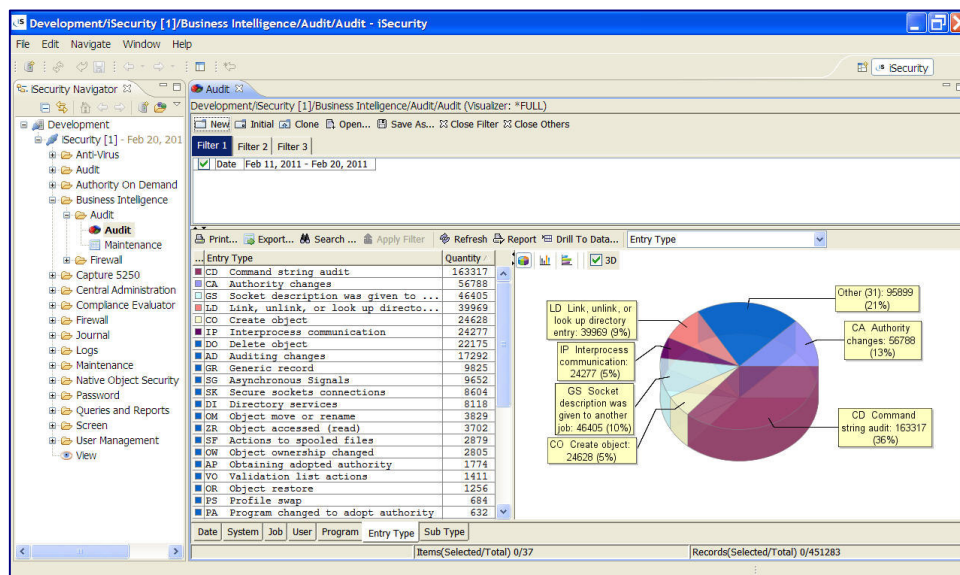 Development/iSecurity [1]/Business Intelligence/Audit/Audit - iSecurity
File Edit Navigate Window Help
iSecurity
iSecurity Navigator
Development
iSecurity [1] - Feb 20, 201
Anti-Virus
Audit
Authority On Demand
Business Intelligence
Audit
Audit
Maintenance
Firewall
Capture 5250
Central Administration
Compliance Evaluator
Firewall
Journal
Logs
Maintenance
Native Object Security
Password
Queries and Reports
Screen
User Management
View
Audit
Development/iSecurity [1]/Business Intelligence/Audit/Audit (Visualizer: *FULL)
New Initial Clone Open... Save As... Close Filter Close Others
Filter 1 Filter 2 Filter 3
Date Feb 11, 2011 - Feb 20, 2011
Print... Export... Search ... Apply Filter Refresh Report Drill To Data... Entry Type
... Entry Type Quantity
CD Command string audit 163317
CA Authority changes 56788
GS Socket description was given to ... 46405
LD Link, unlink, or look up directo... 39969
CO Create object 24628
IP Interprocess communication 24277
DO Delete object 22175
AD Auditing changes 17292
GR Generic record 9825
SG Asynchronous Signals 9652
SK Secure sockets connections 8604
DI Directory services 8118
OM Object move or rename 3829
ZR Object accessed (read) 3702
SF Actions to spooled files 2879
OW Object ownership changed 2805
AP Obtaining adopted authority 1774
VO Validation list actions 1411
OR Object restore 1256
PS Profile swap 684
PA Program changed to adopt authority 632
3D
Other (31): 95899
(21%)
CA Authority
changes: 56788
(13%)
CD Command
string audit: 163317
(36%)
LD Link, unlink, or
look up directory
entry: 39969 (9%)
IP Interprocess
communication:
24277 (5%)
GS Socket
description was
given to another
job: 46405 (10%)
CO Create object:
24628 (5%)
Date System Job User Program Entry Type Sub Type
Items(Selected/Total) 0/37 Records(Selected/Total) 0/451283